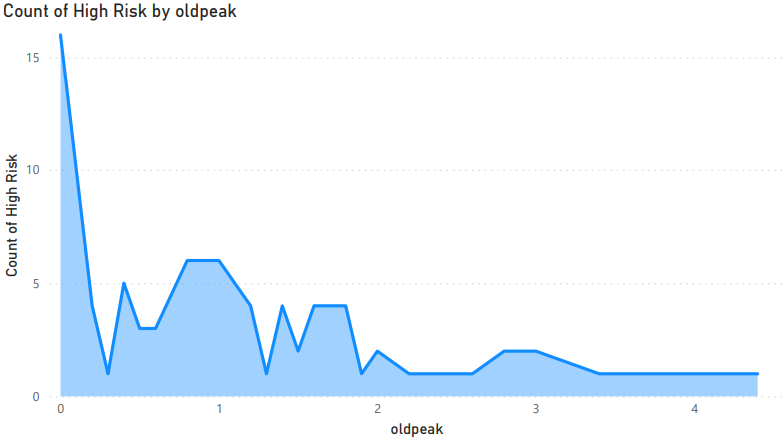 Count of High Risk by oldpeak
Count of High Risk
15
10
5
0
0 1 2 3 4
oldpeak